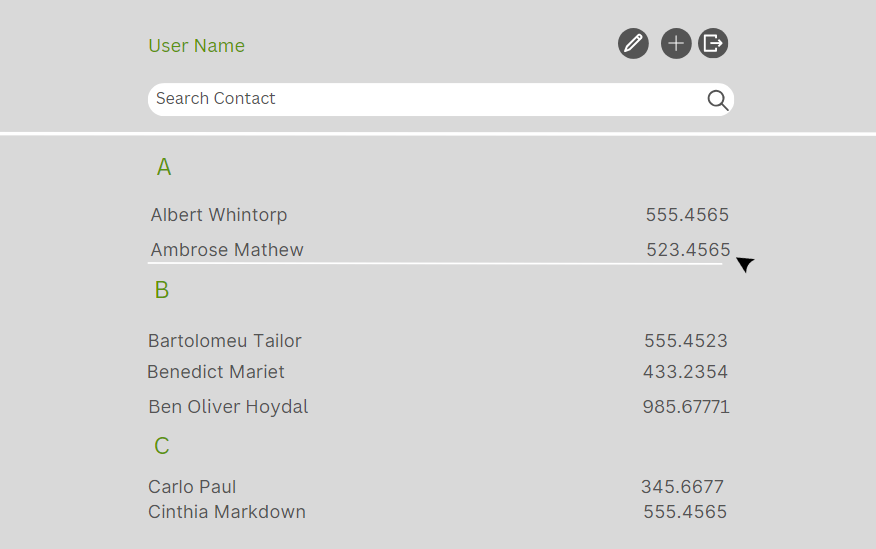 User Name
Search Contact
A
Albert Whintorp 555.4565
Ambrose Mathew 523.4565
B
Bartolomeu Tailor 555.4523
Benedict Mariet 433.2354
Ben Oliver Hoydal 985.67771
C
Carlo Paul 345.6677
Cinthia Markdown 555.4565